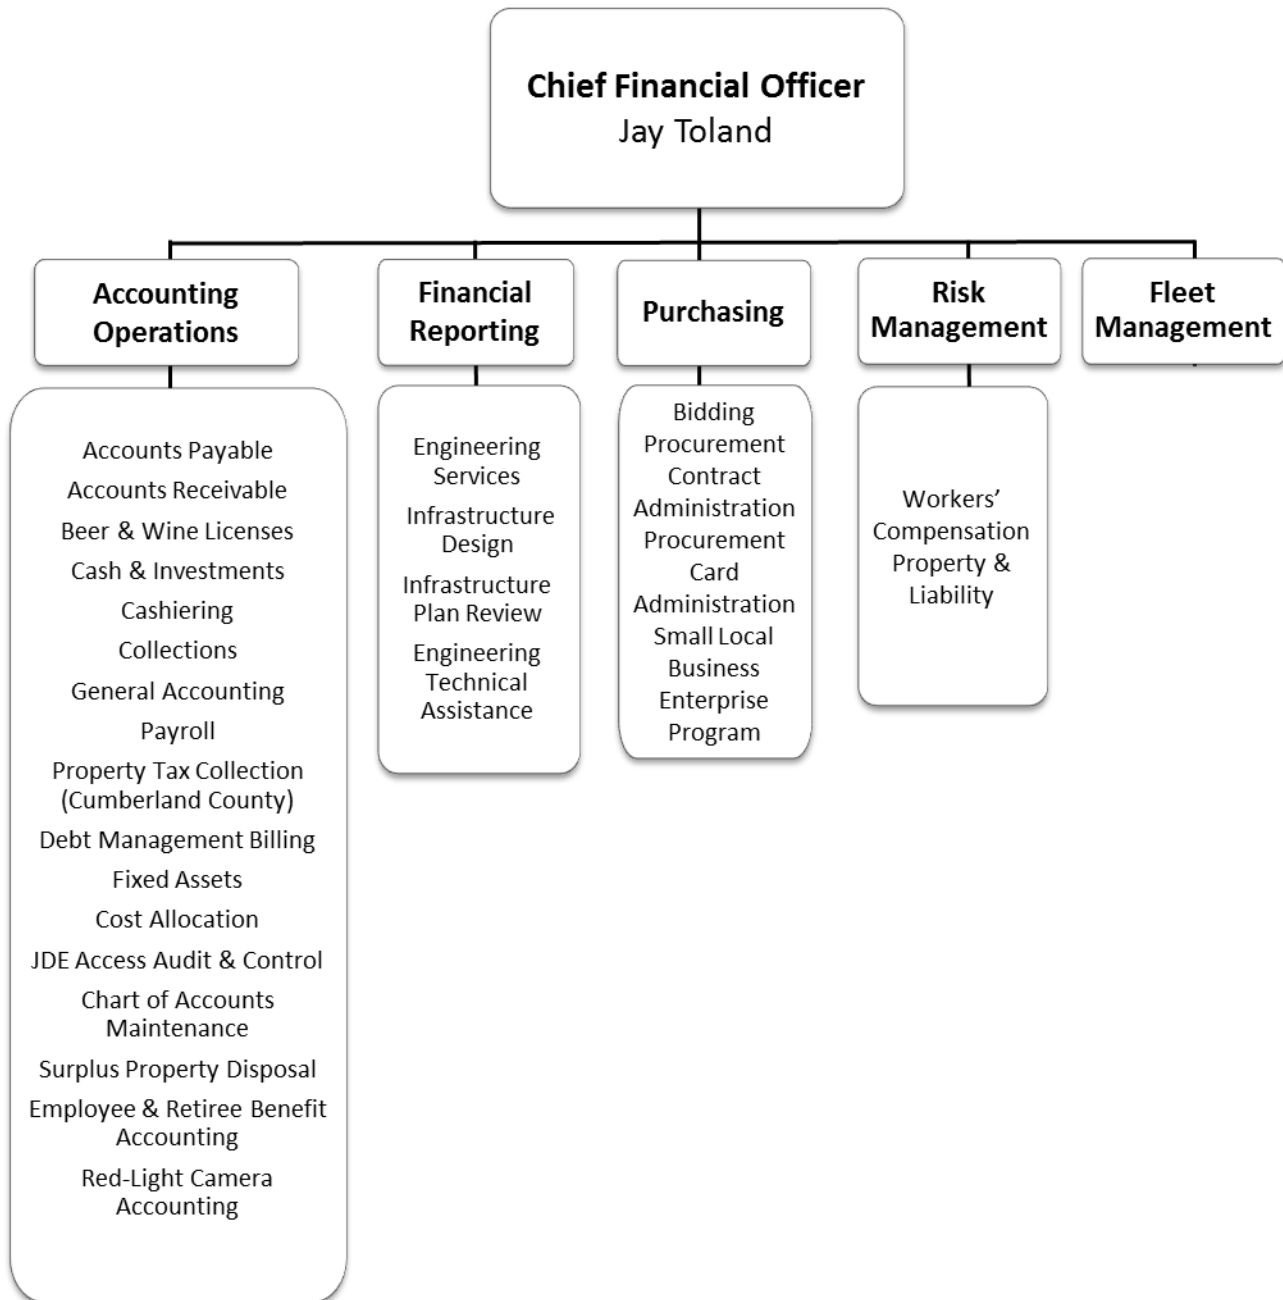 Chief Financial Officer
Jay Toland
Accounting
Operations
Financial
Reporting
Purchasing
Risk
Management
Fleet
Management
Accounts Payable
Accounts Receivable
Beer & Wine Licenses
Cash & Investments
Cashiering
Collections
General Accounting
Payroll
Property Tax Collection
(Cumberland County)
Debt Management Billing
Fixed Assets
Cost Allocation
JDE Access Audit & Control
Chart of Accounts
Maintenance
Surplus Property Disposal
Employee & Retiree Benefit
Accounting
Red-Light Camera
Accounting
Engineering
Services
Infrastructure
Design
Infrastructure
Plan Review
Engineering
Technical
Assistance
Bidding
Procurement
Contract
Administration
Procurement
Card
Administration
Small Local
Business
Enterprise
Program
Workers’
Compensation
Property &
Liability